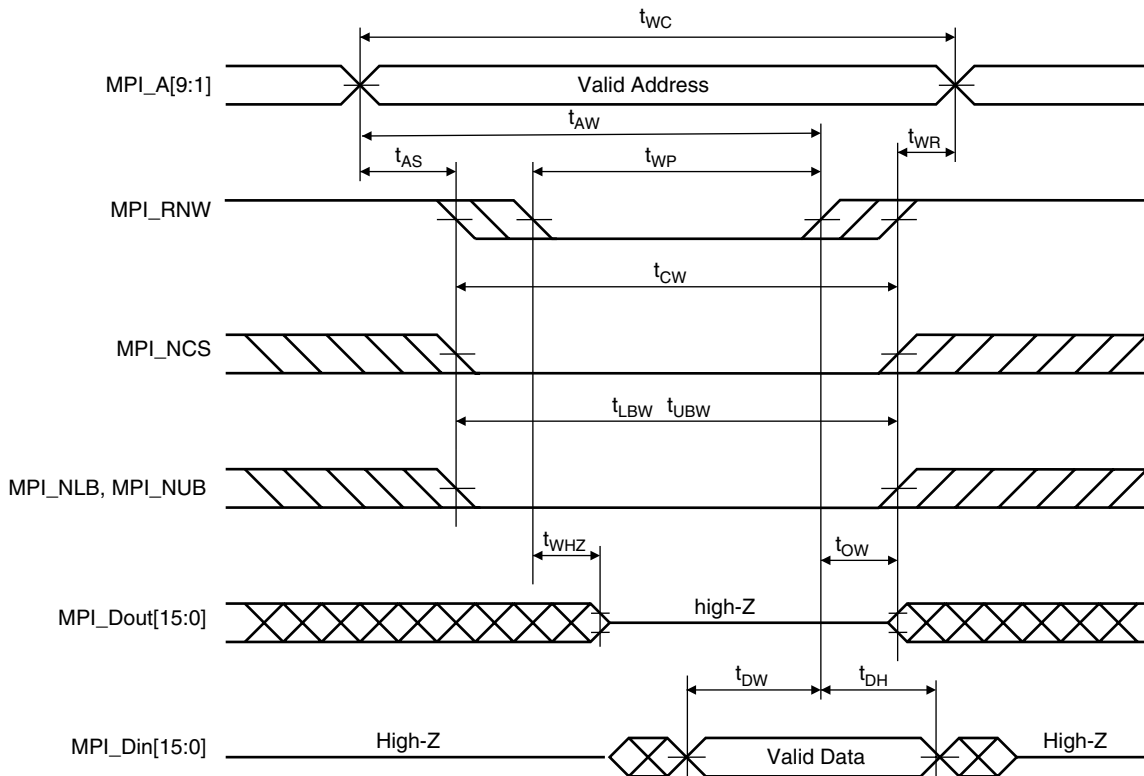 tWC
MPI_A[9:1]
Valid Address
tAW
tWR
tAS
tWP
MPI_RNW
tCW
MPI_NCS
tLBW tUBW
MPI_NLB, MPI_NUB
tWHZ
tOW
MPI_Dout[15:0]
high-Z
tDW
tDH
MPI_Din[15:0]
High-Z
Valid Data
High-Z